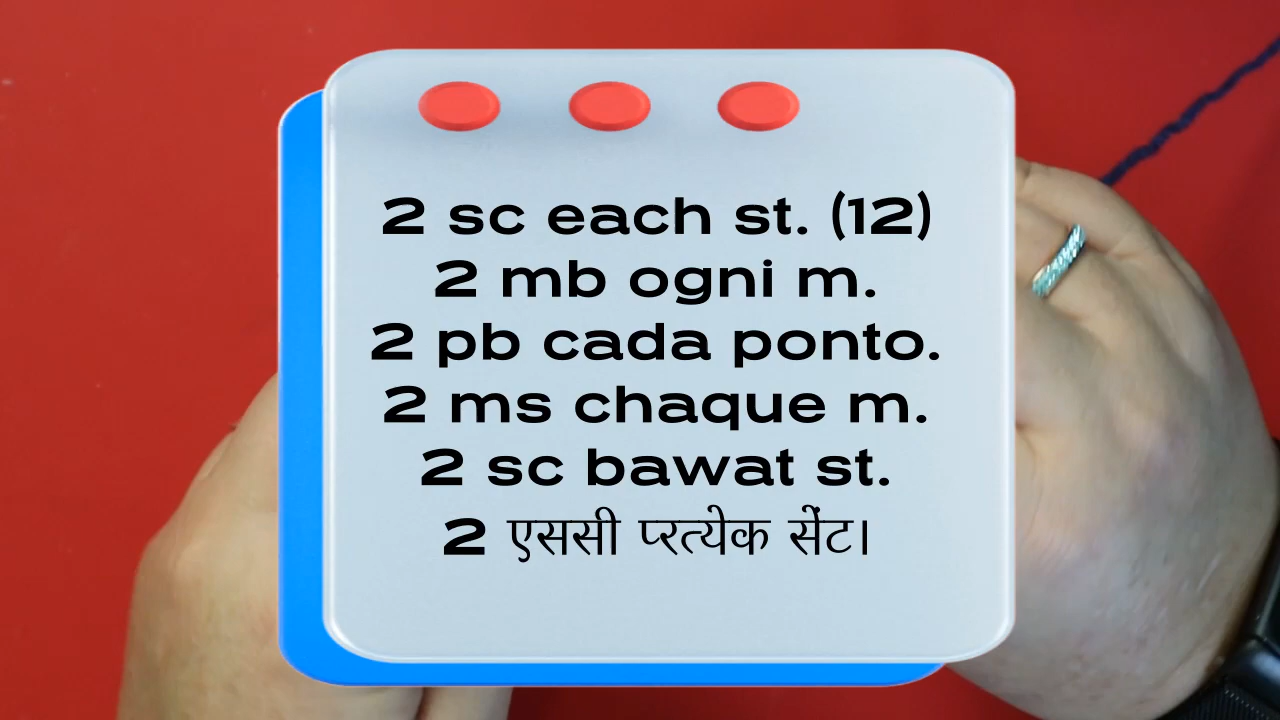 2 sc each st. (12)
2 mb ogni m.
2 pb cada ponto.
2 ms chaque m.
2 sc bawat st.
2 एससी प्रत्येक सेंट।